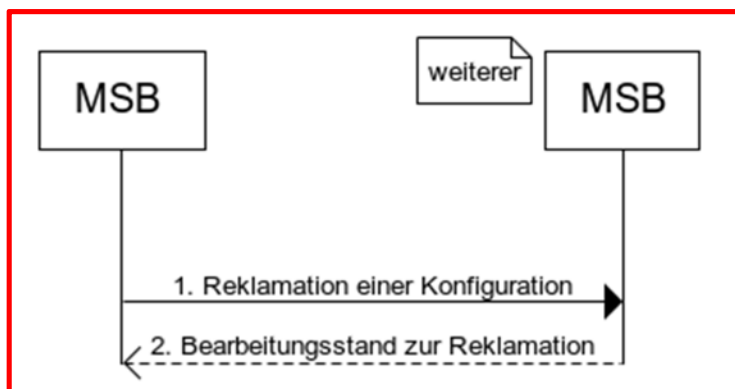 MSB
weiterer
MSB
1. Reklamation einer Konfiguration
2. Bearbeitungsstand zur Reklamation